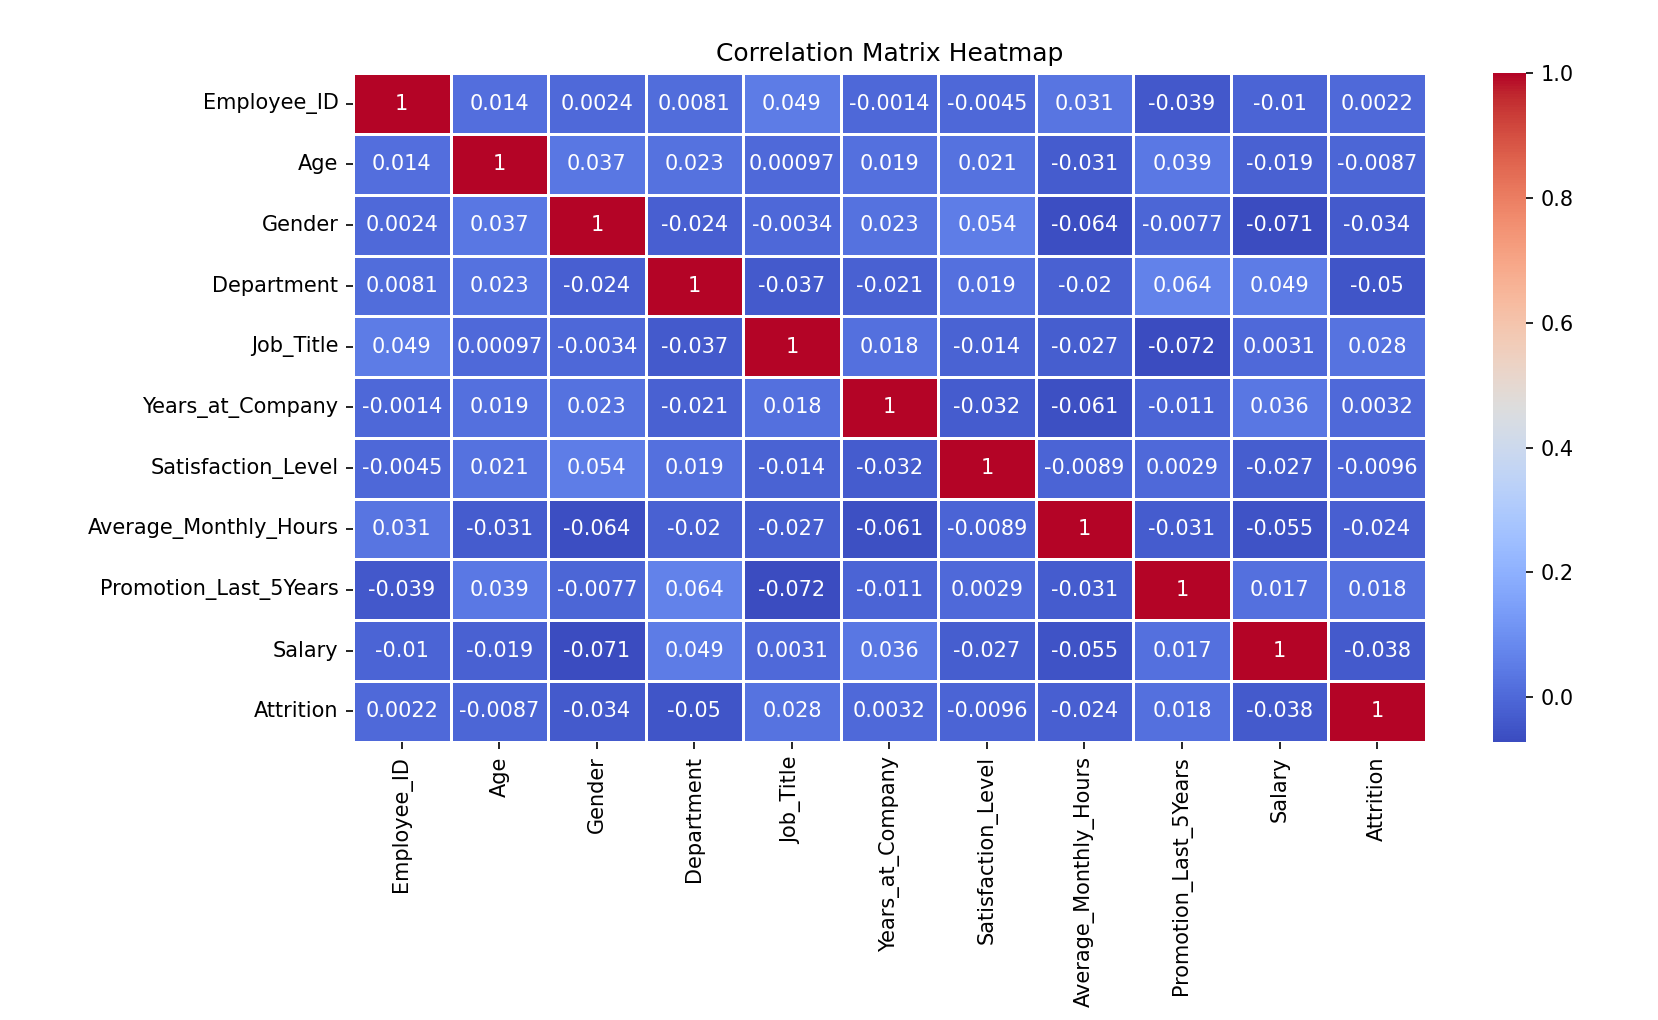 Correlation Matrix Heatmap
Employee_ID 1 0.014 0.0024 0.0081 0.049 -0.0014 -0.0045 0.031 -0.039 -0.01 0.0022
Age 0.014 1 0.037 0.023 0.00097 0.019 0.021 -0.031 0.039 -0.019 -0.0087
Gender 0.0024 0.037 1 -0.024 -0.0034 0.023 0.054 -0.064 -0.0077 -0.071 -0.034
Department 0.0081 0.023 -0.024 1 -0.037 -0.021 0.019 -0.02 0.064 0.049 -0.05
Job_Title 0.049 0.00097 -0.0034 -0.037 1 0.018 -0.014 -0.027 -0.072 0.0031 0.028
Years_at_Company -0.0014 0.019 0.023 -0.021 0.018 1 -0.032 -0.061 -0.011 0.036 0.0032
Satisfaction_Level -0.0045 0.021 0.054 0.019 -0.014 -0.032 1 -0.0089 0.0029 -0.027 -0.0096
Average_Monthly_Hours 0.031 -0.031 -0.064 -0.02 -0.027 -0.061 -0.0089 1 -0.031 -0.055 -0.024
Promotion_Last_5Years -0.039 0.039 -0.0077 0.064 -0.072 -0.011 0.0029 -0.031 1 0.017 0.018
Salary -0.01 -0.019 -0.071 0.049 0.0031 0.036 -0.027 -0.055 0.017 1 -0.038
Attrition 0.0022 -0.0087 -0.034 -0.05 0.028 0.0032 -0.0096 -0.024 0.018 -0.038 1
Employee_ID
Age
Gender
Department
Job_Title
Years_at_Company
Satisfaction_Level
Average_Monthly_Hours
Promotion_Last_5Years
Salary
Attrition
1.0
0.8
0.6
0.4
0.2
0.0